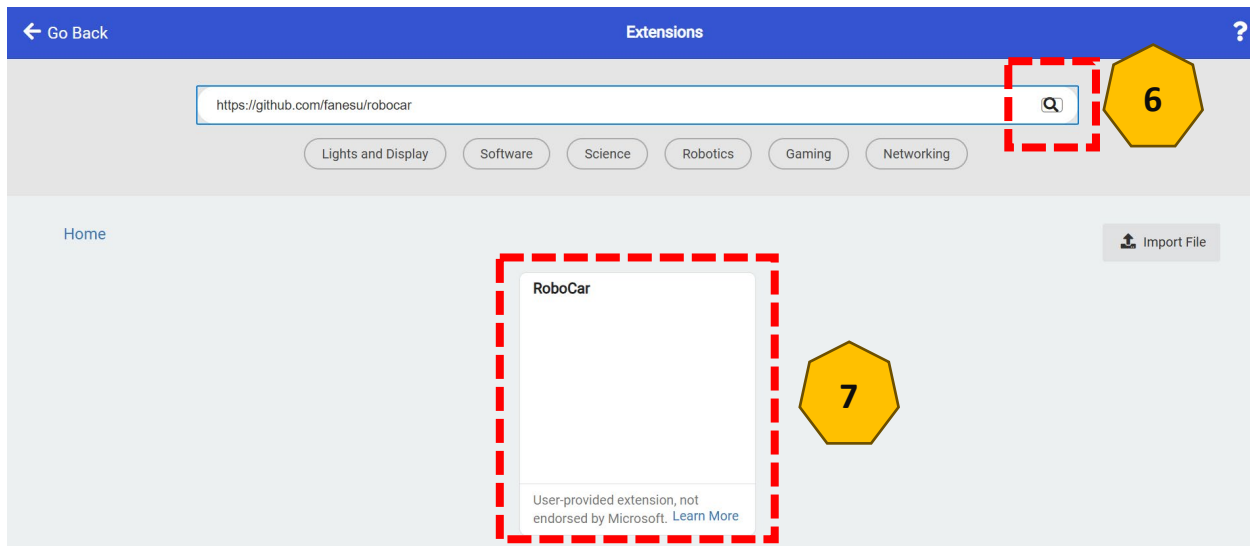 Go Back
Extensions
?
https://github.com/fanesu/robocar
6
Lights and Display
Software
Science
Robotics
Gaming
Networking
Home
Import File
RoboCar
7
User-provided extension, not
endorsed by Microsoft. Learn More